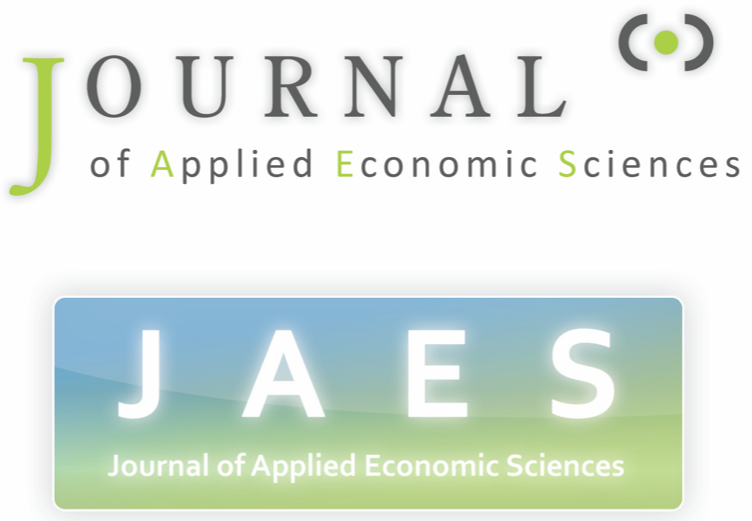 JOURNAL
of Applied Economic Sciences
J A E S
Journal of Applied Economic Sciences